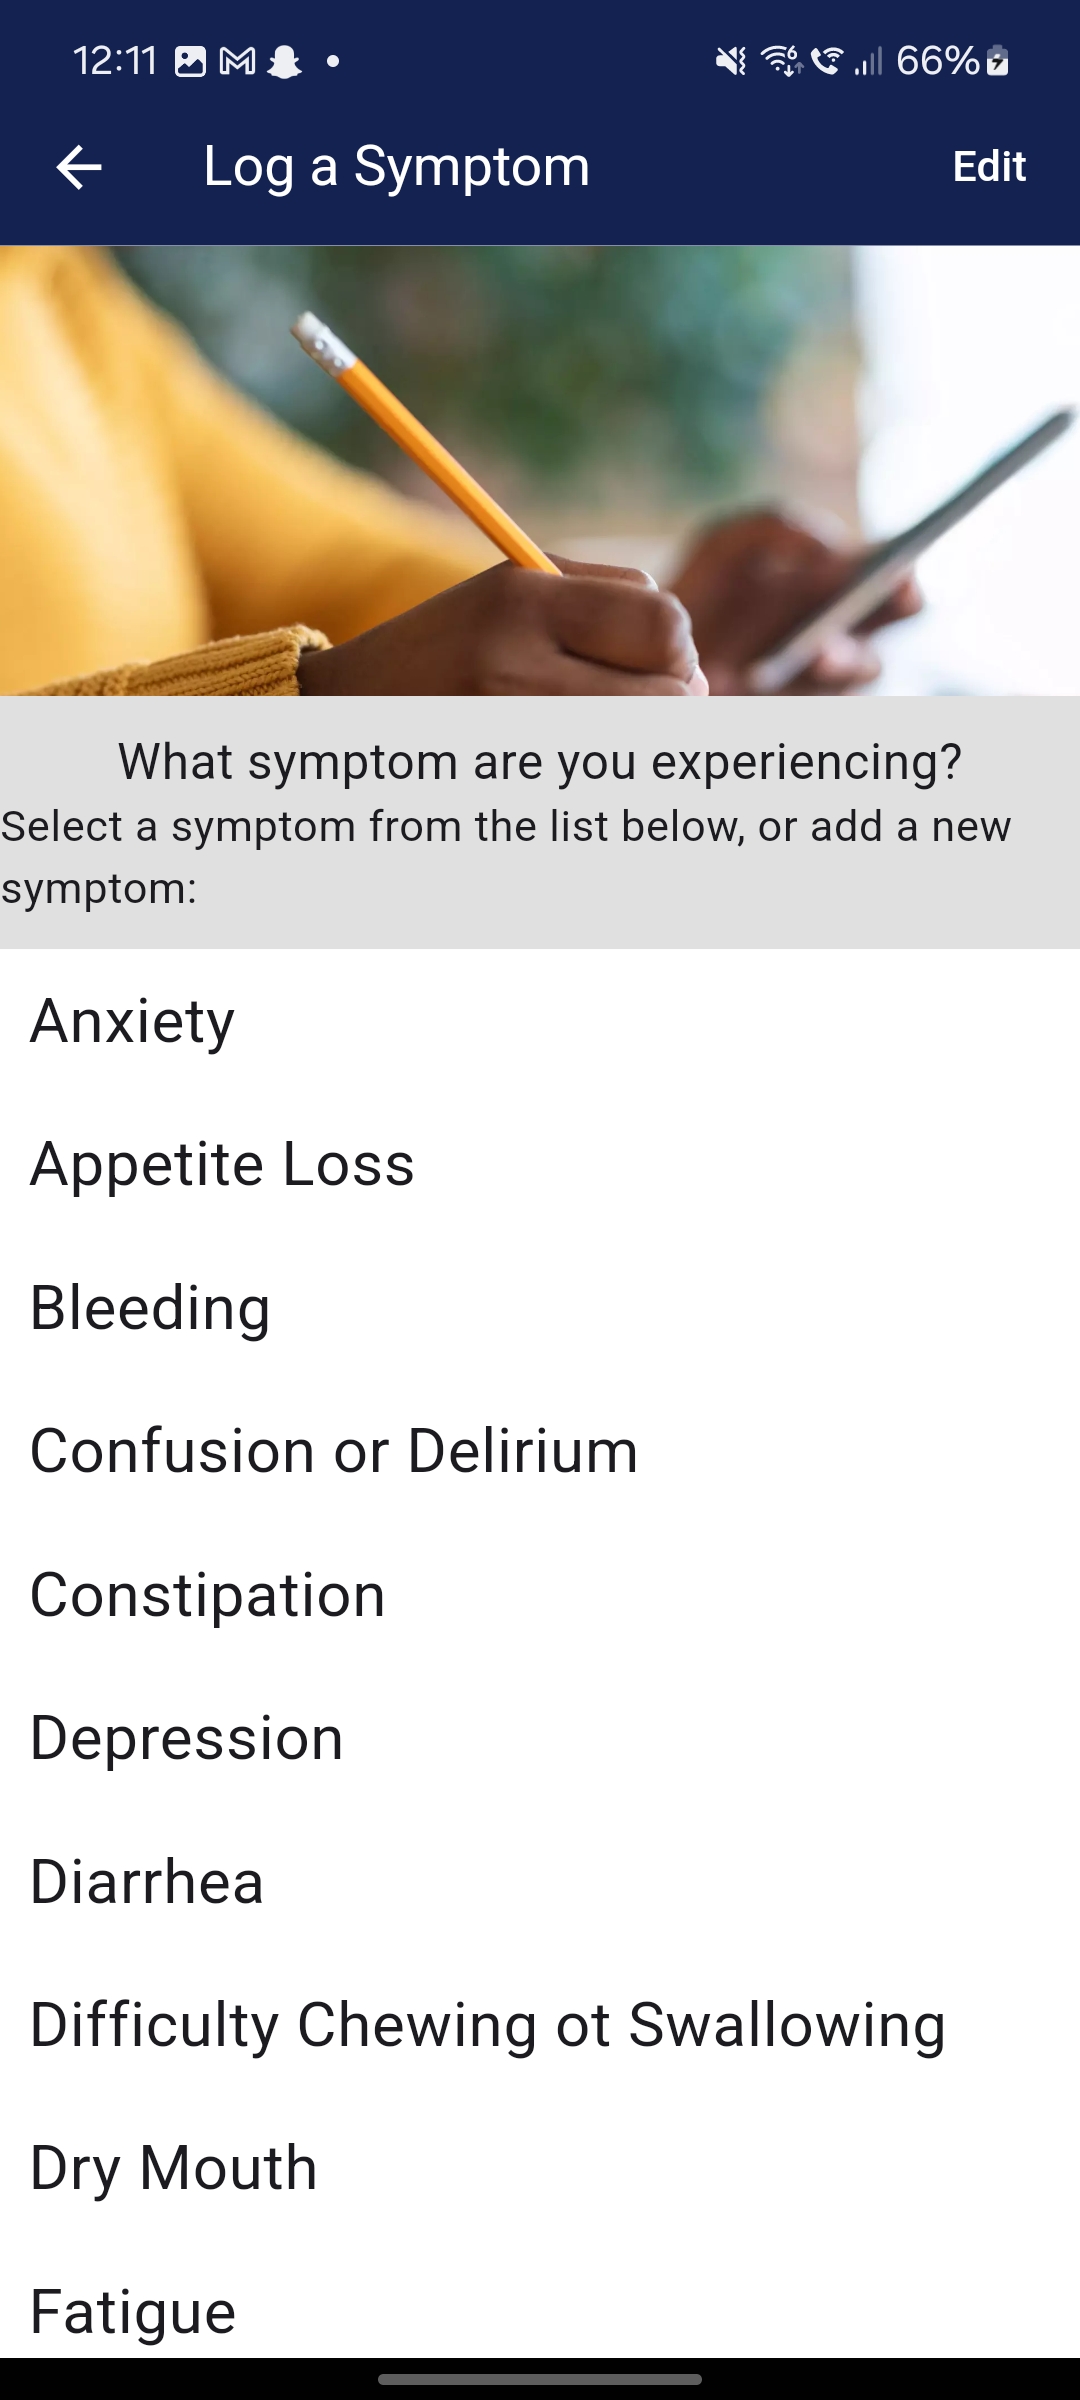 12:11 66%
Log a Symptom Edit
What symptom are you experiencing?
Select a symptom from the list below, or add a new
symptom:
Anxiety
Appetite Loss
Bleeding
Confusion or Delirium
Constipation
Depression
Diarrhea
Difficulty Chewing ot Swallowing
Dry Mouth
Fatigue